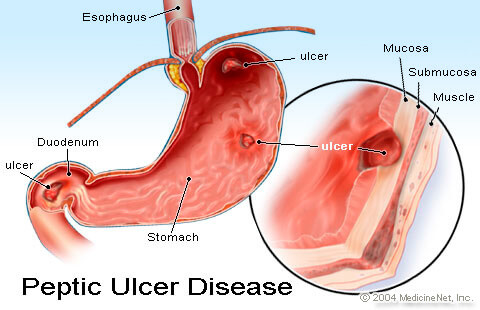 Esophagus
ulcer
Mucosa
Submucosa
Muscle
Duodenum
ulcer
ulcer
Stomach
Peptic Ulcer Disease
© 2004 MedicineNet, Inc.